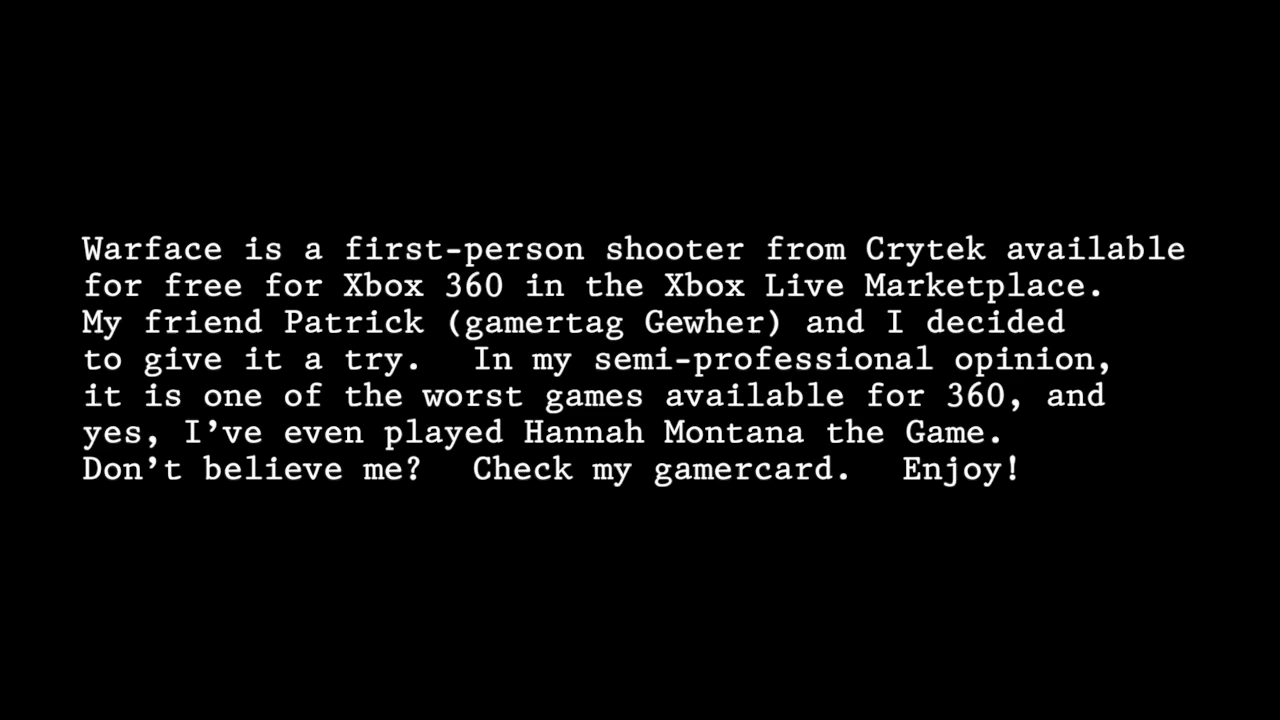 Warface is a first-person shooter from Crytek available
for free for Xbox 360 in the Xbox Live Marketplace.
My friend Patrick (gamertag Gewher) and I decided
to give it a try.  In my semi-professional opinion,
it is one of the worst games available for 360, and
yes, I’ve even played Hannah Montana the Game.
Don’t believe me?  Check my gamercard.  Enjoy!